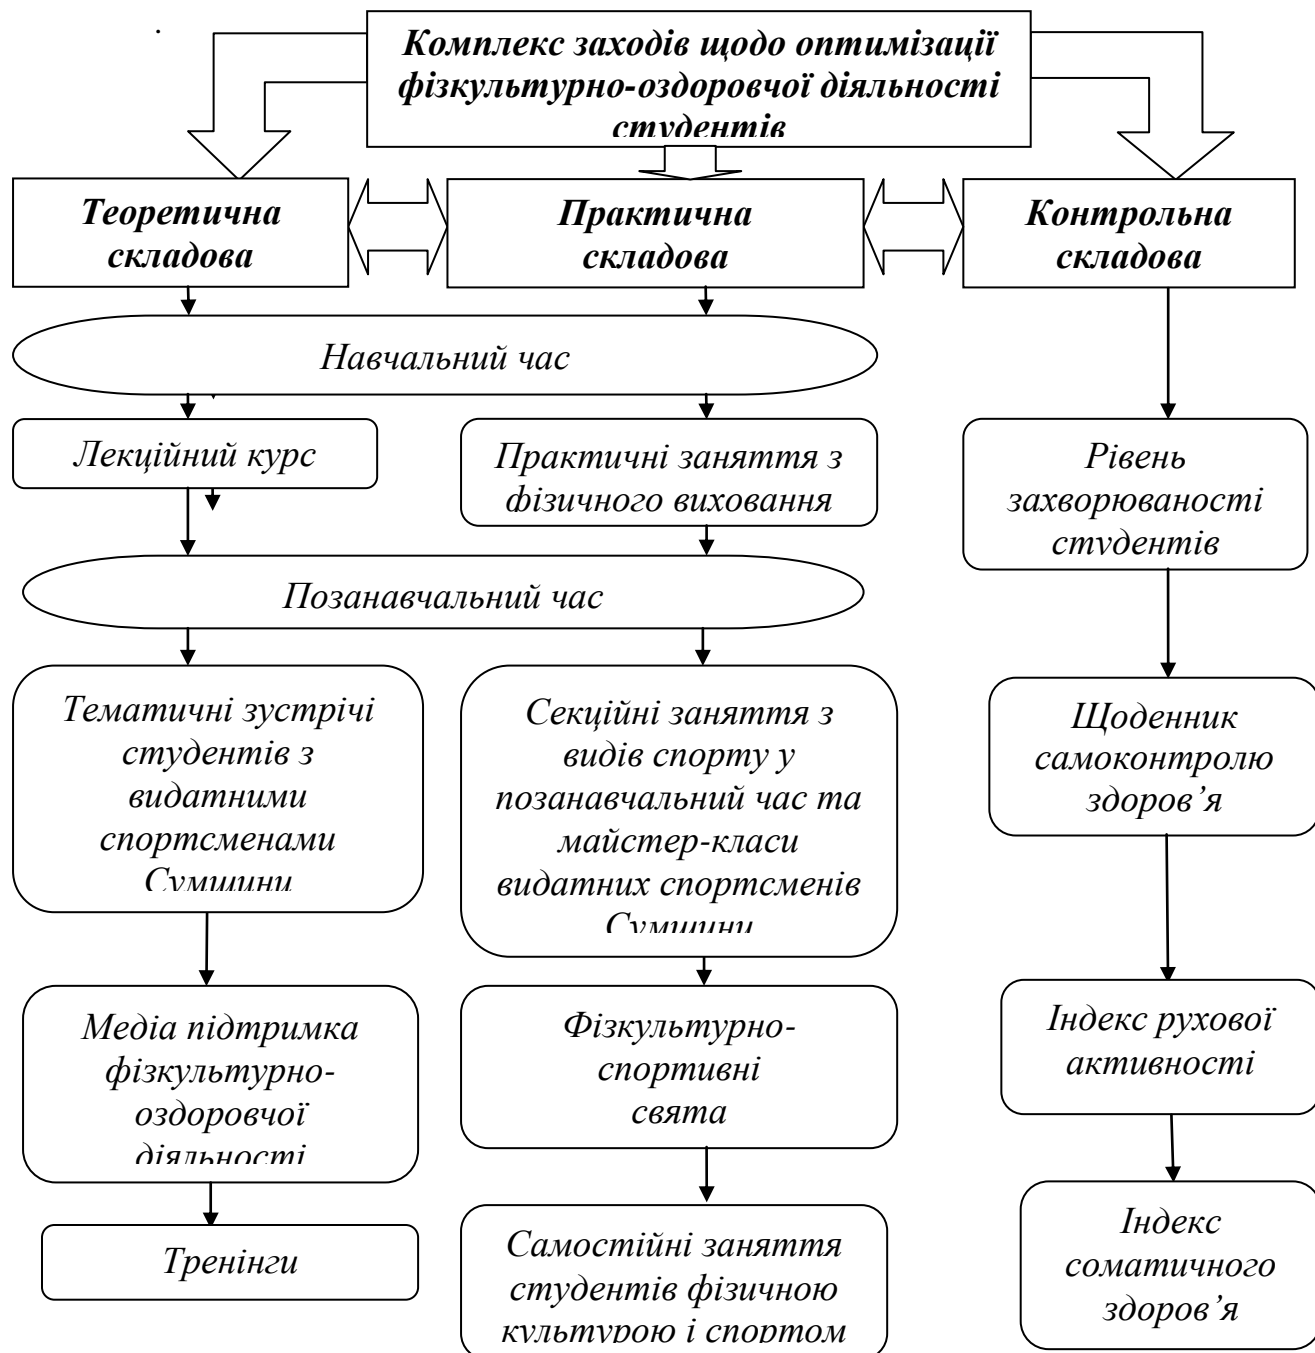 Комплекс заходів щодо оптимізації
фізкультурно-оздоровчої діяльності
студентів
Теоретична
складова
Практична
складова
Контрольна
складова
Навчальний час
Лекційний курс
Практичні заняття з
фізичного виховання
Рівень
захворюваності
студентів
Позанавчальний час
Тематичні зустрічі
студентів з
видатними
спортсменами
Сумщини
Секційні заняття з
видів спорту у
позанавчальний час та
майстер-класи
видатних спортсменів
Сумщини
Щоденник
самоконтролю
здоров’я
Медіа підтримка
фізкультурно-
оздоровчої
діяльності
Фізкультурно-
спортивні
свята
Індекс рухової
активності
Тренінги
Самостійні заняття
студентів фізичною
культурою і спортом
Індекс
соматичного
здоров’я